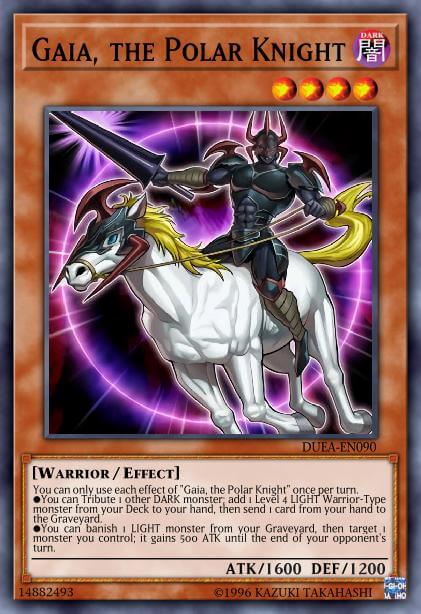 GAIA, THE POLAR KNIGHT
DARK
闇
DUEA-EN090
[WARRIOR / EFFECT]
You can only use each effect of "Gaia, the Polar Knight" once per turn.
●You can Tribute 1 other DARK monster; add 1 Level 4 LIGHT Warrior-Type
monster from your Deck to your hand, then send 1 card from your hand to
the Graveyard.
●You can banish 1 LIGHT monster from your Graveyard, then target 1
monster you control; it gains 500 ATK until the end of your opponent's
turn.
ATK/1600 DEF/1200
14882493
©1996 KAZUKI TAKAHASHI